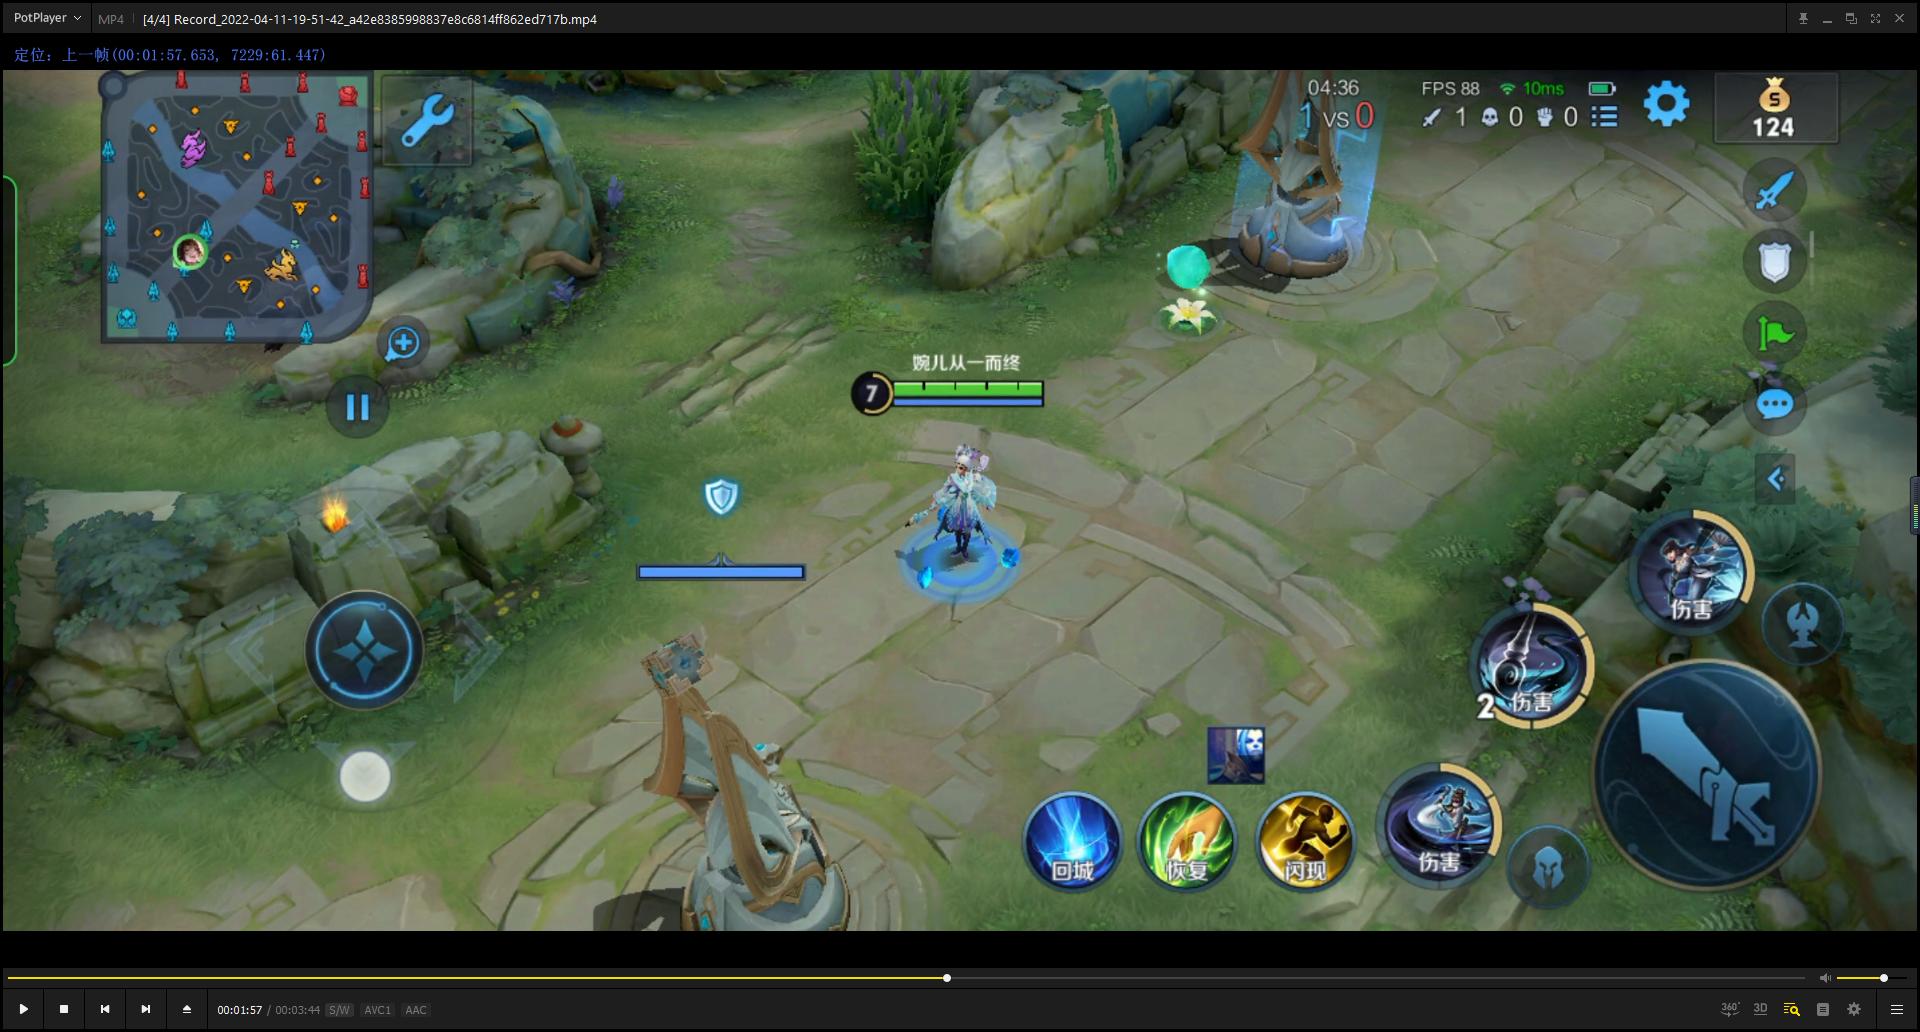 PotPlayer
MP4
[4/4] Record_2022-04-11-19-51-42_a42e8385998837e8c6814ff862ed717b.mp4
定位：上一帧(00:01:57.653, 7229:61.447)
04:36
1 VS 0
FPS 88
10ms
1
0
0
124
婉儿从一而终
7
伤害
伤害
2
伤害
回城
恢复
闪现
00:01:57 / 00:03:44 S/W AVC1 AAC
360°
3D